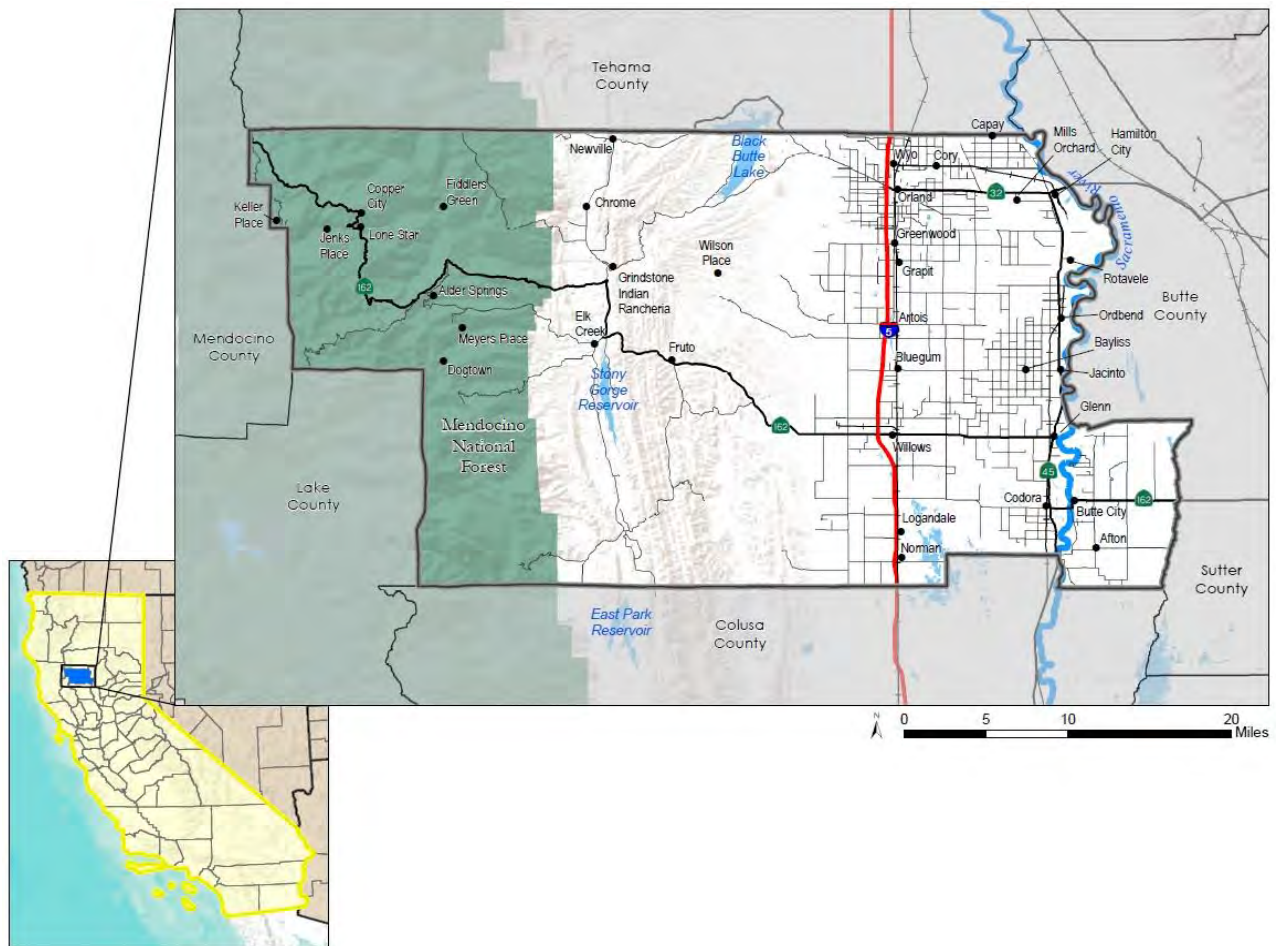 Tehama
County
Capay
Mills
Orchard
Hamilton
City
Newville
Black
Butte
Lake
Wyo
Cory
Copper
City
Fiddlers
Green
Orland
32
Sacramento River
Keller
Place
Chrome
Jenks
Place
Lone Star
Greenwood
Wilson
Place
Grapit
Grindstone
Indian
Rancheria
Rotavele
162
Alder Springs
Butte
County
Elk
Creek
Artois
Ordbend
5
Meyers Place
Mendocino
County
Fruto
Bayliss
Dogtown
Bluegum
Jacinto
Stony
Gorge
Reservoir
Glenn
Mendocino
National
Forest
162
Willows
45
Lake
County
Codora
162
Butte City
Logandale
Afton
Norman
Sutter
County
East Park
Reservoir
Colusa
County
N
0 5 10 20
Miles